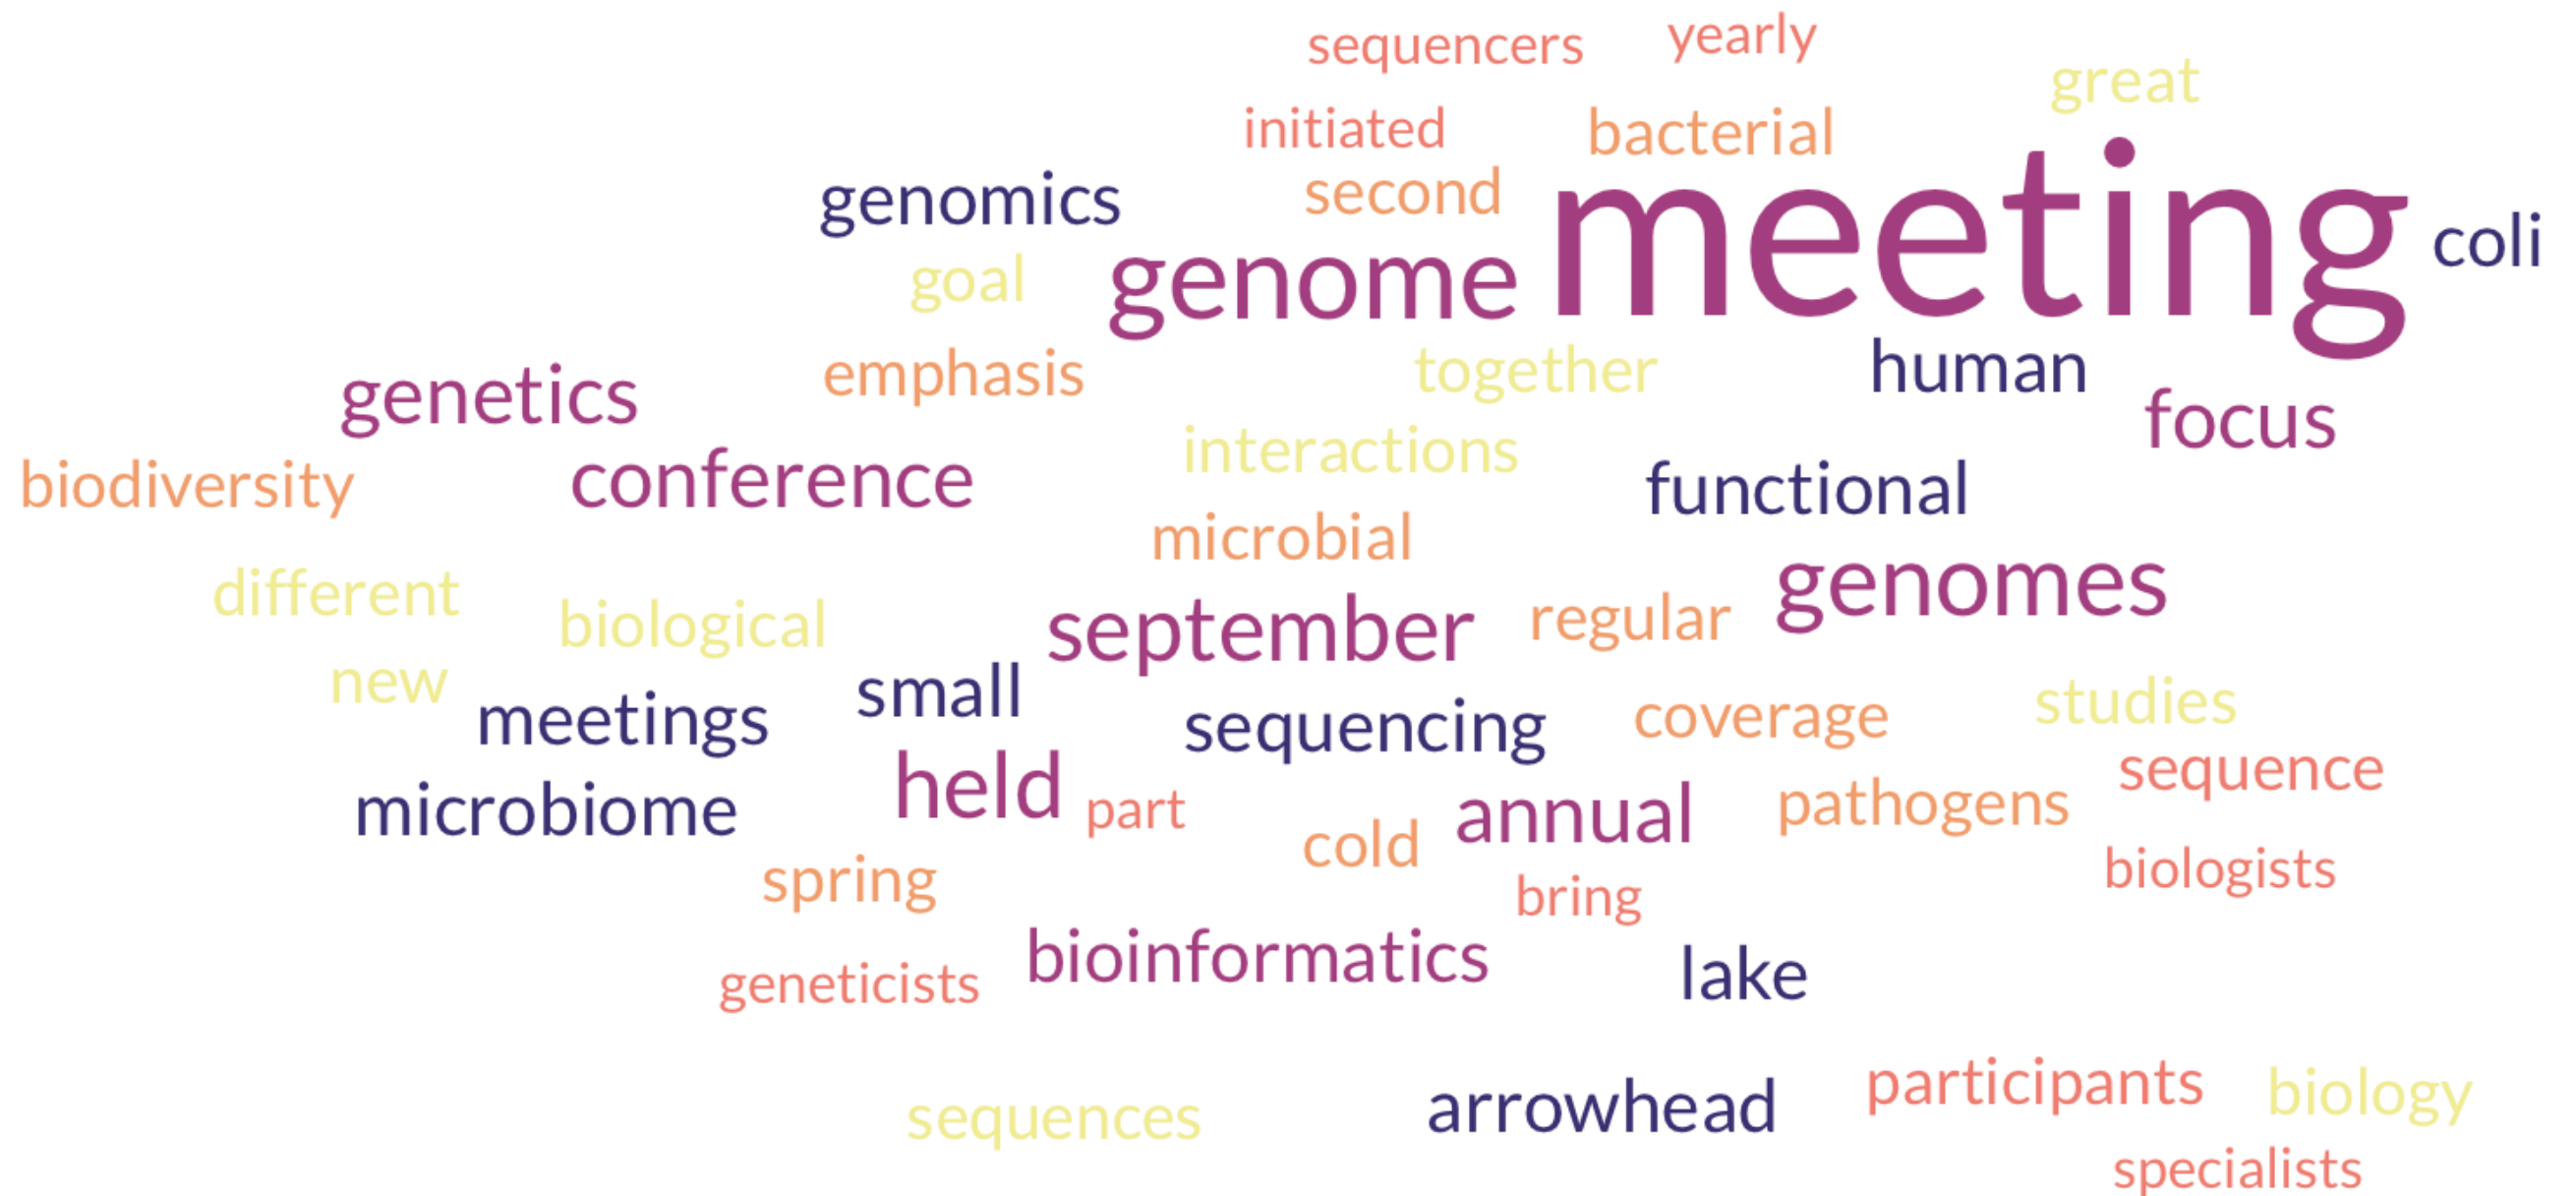 sequencers yearly
great
initiated bacterial
genomics second meeting coli
goal genome
emphasis together human
genetics focus
biodiversity conference interactions functional
microbial
different biological september regular genomes
new meetings small sequencing coverage studies
microbiome held part cold annual pathogens sequence
spring bring biologists
geneticists bioinformatics lake
sequences arrowhead participants biology
specialists